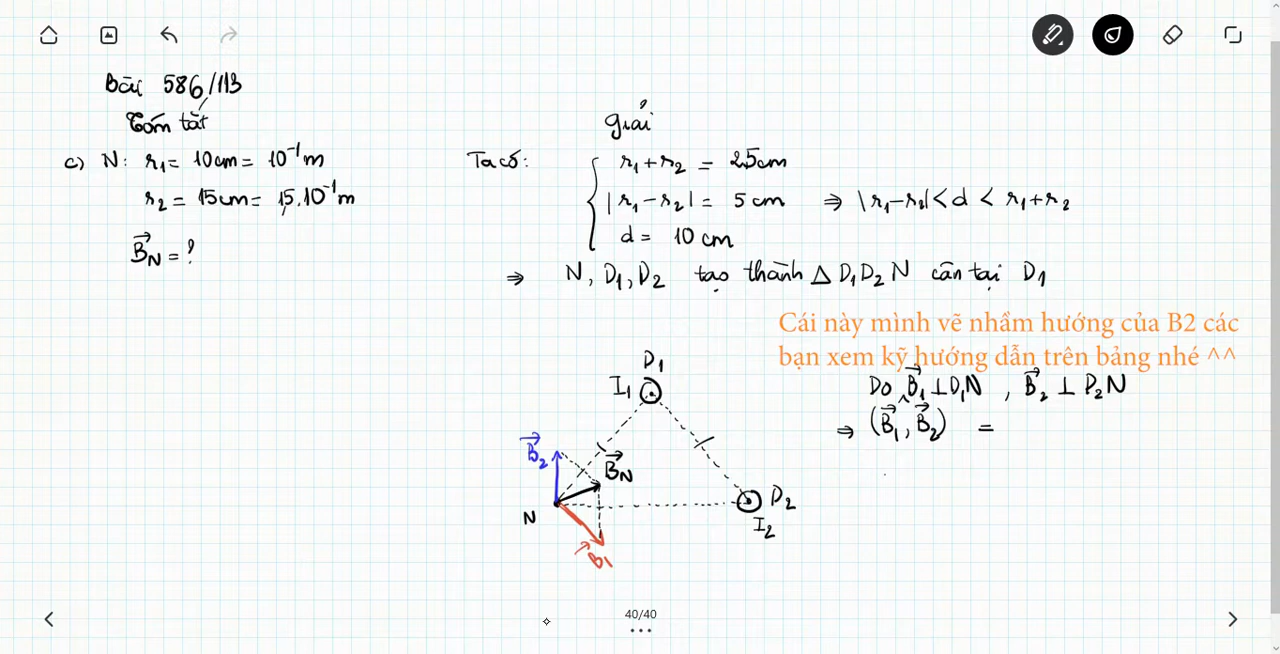 Bài 586/113
Tóm tắt
c) N: r₁ = 10cm = 10⁻¹m
r₂ = 15cm = 15.10⁻¹m
B⃗N = ?
Giải
Ta có: { r₁ + r₂ = 25cm
|r₁ - r₂| = 5 cm ⇒ |r₁ - r₂| < d < r₁ + r₂
d = 10 cm
⇒ N, D₁, D₂ tạo thành Δ D₁D₂N cân tại D₁
Cái này mình vẽ nhầm hướng của B2 các
bạn xem kỹ hướng dẫn trên bảng nhé ^^
Do B⃗₁ ⊥ D₁N , B⃗₂ ⊥ D₂N
⇒ (B⃗₁, B⃗₂) =
D₁
I₁
B⃗₂
B⃗N
N
D₂
I₂
B⃗₁
40/40